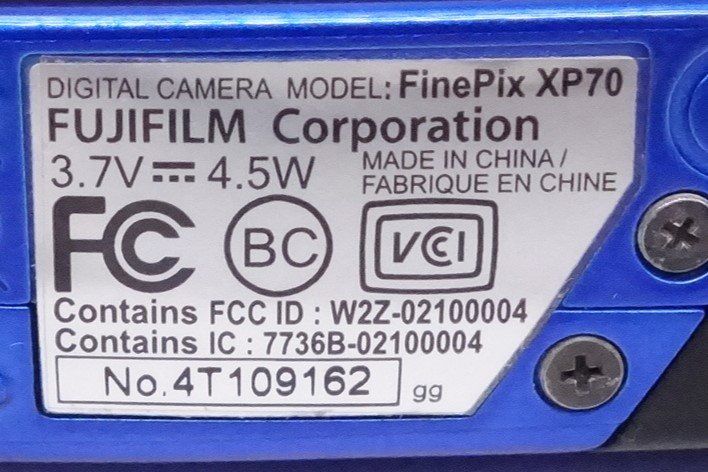 DIGITAL CAMERA MODEL: FinePix XP70
FUJIFILM Corporation
3.7V⎓ 4.5W
MADE IN CHINA /
FABRIQUE EN CHINE
FC
BC
VCCI
Contains FCC ID : W2Z-02100004
Contains IC : 7736B-02100004
No.4T109162
gg